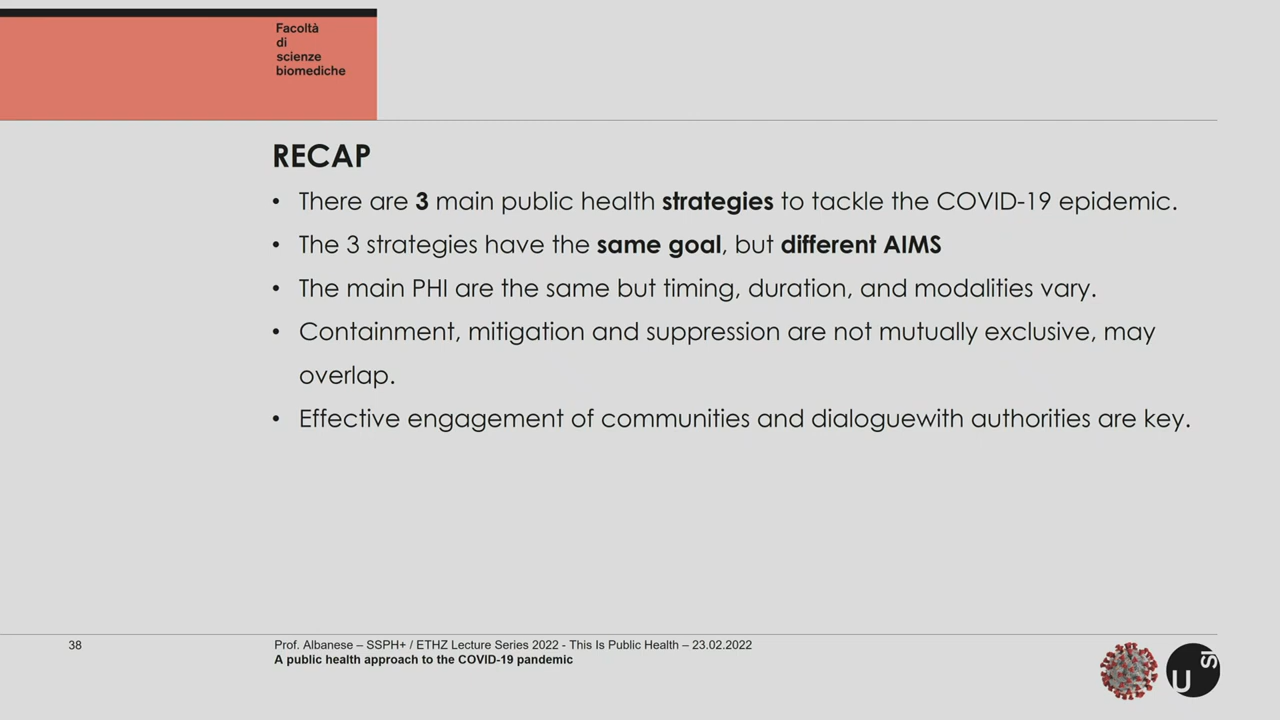 Facoltà
di
scienze
biomediche
RECAP
• There are 3 main public health strategies to tackle the COVID-19 epidemic.
• The 3 strategies have the same goal, but different AIMS
• The main PHI are the same but timing, duration, and modalities vary.
• Containment, mitigation and suppression are not mutually exclusive, may
overlap.
• Effective engagement of communities and dialoguewith authorities are key.
38
Prof. Albanese – SSPH+ / ETHZ Lecture Series 2022 - This Is Public Health – 23.02.2022
A public health approach to the COVID-19 pandemic
U SI